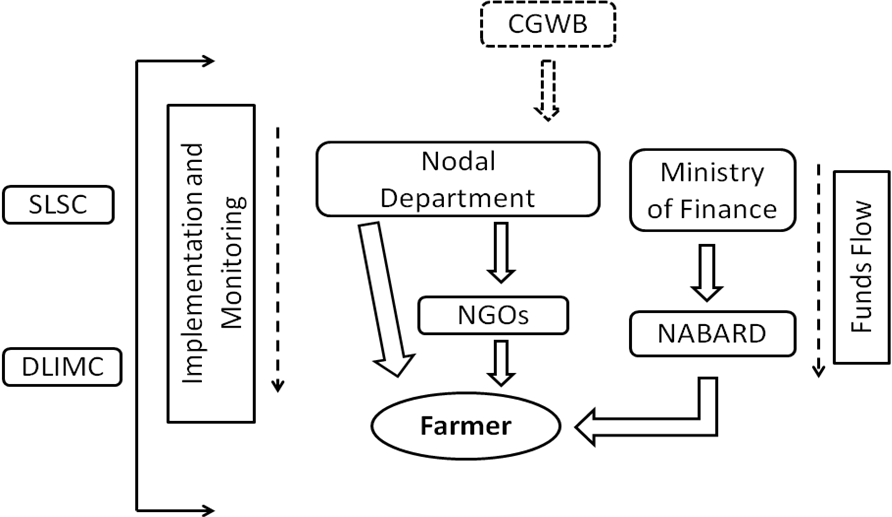 CGWB
Implementation and
Monitoring
Nodal
Department
Ministry
of Finance
SLSC
Funds Flow
NGOs
NABARD
DLIMC
Farmer